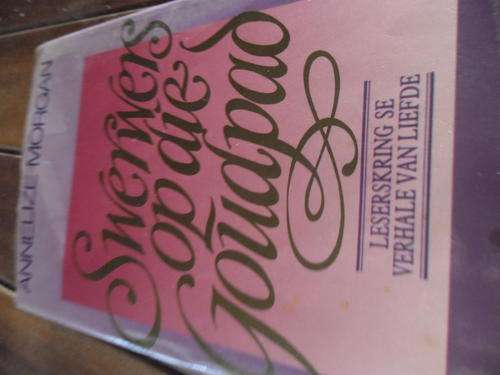 ANNELIZE MORGAN
Swerwers
op die
Goudpad
LESERSKRING SE
VERHALE VAN LIEFDE